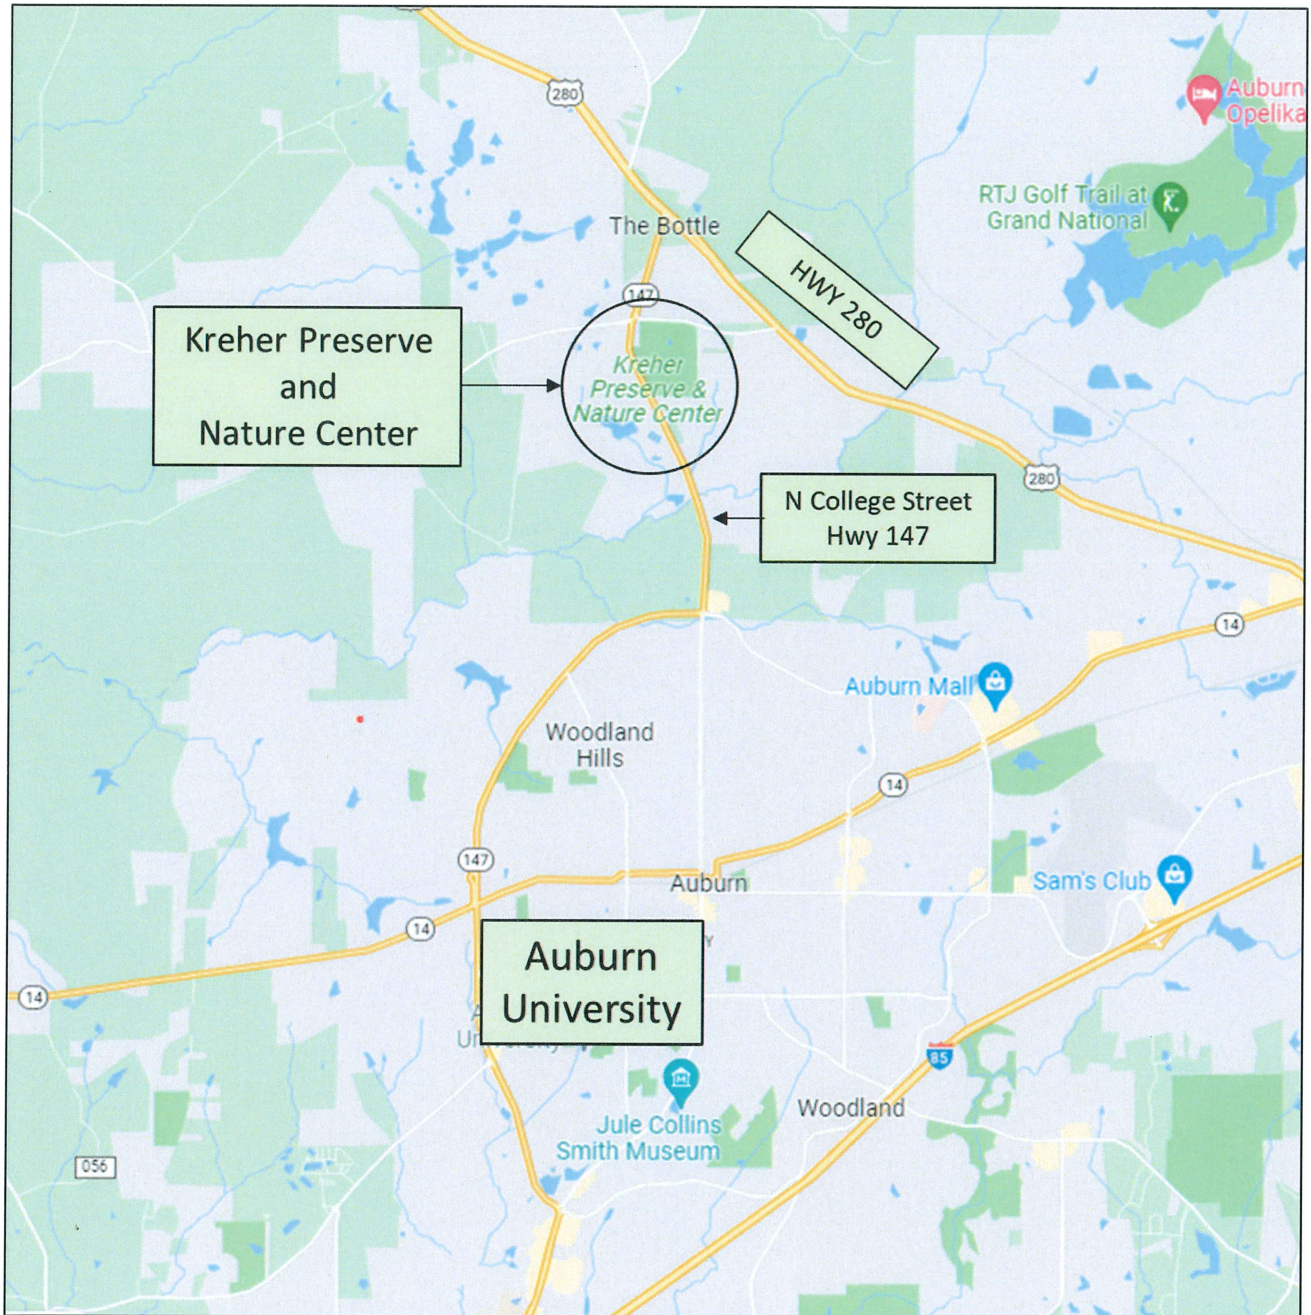 280
Auburn
Opelika
RTJ Golf Trail at
Grand National
The Bottle
HWY 280
147
Kreher Preserve
and
Nature Center
Kreher
Preserve &
Nature Center
280
N College Street
Hwy 147
14
Auburn Mall
Woodland
Hills
14
147
Auburn
Sam's Club
14
Auburn
University
Y
14
85
Woodland
Jule Collins
Smith Museum
056